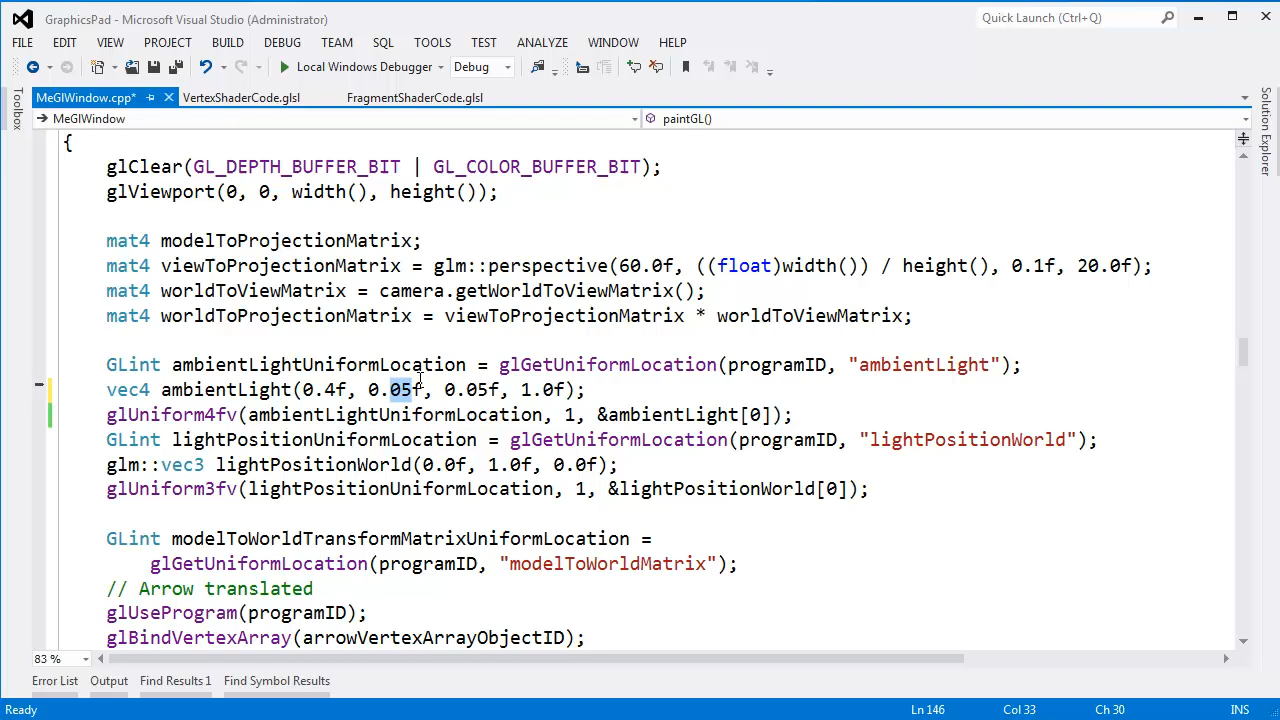 GraphicsPad - Microsoft Visual Studio (Administrator)
Quick Launch (Ctrl+Q)
FILE EDIT VIEW PROJECT BUILD DEBUG TEAM SQL TOOLS TEST ANALYZE WINDOW HELP
Local Windows Debugger Debug
MeGlWindow.cpp* VertexShaderCode.glsl FragmentShaderCode.glsl
Toolbox
Solution Explorer
MeGlWindow paintGL()
{
glClear(GL_DEPTH_BUFFER_BIT | GL_COLOR_BUFFER_BIT);
glViewport(0, 0, width(), height());
mat4 modelToProjectionMatrix;
mat4 viewToProjectionMatrix = glm::perspective(60.0f, ((float)width()) / height(), 0.1f, 20.0f);
mat4 worldToViewMatrix = camera.getWorldToViewMatrix();
mat4 worldToProjectionMatrix = viewToProjectionMatrix * worldToViewMatrix;
GLint ambientLightUniformLocation = glGetUniformLocation(programID, "ambientLight");
vec4 ambientLight(0.4f, 0.05f, 0.05f, 1.0f);
glUniform4fv(ambientLightUniformLocation, 1, &ambientLight[0]);
GLint lightPositionUniformLocation = glGetUniformLocation(programID, "lightPositionWorld");
glm::vec3 lightPositionWorld(0.0f, 1.0f, 0.0f);
glUniform3fv(lightPositionUniformLocation, 1, &lightPositionWorld[0]);
GLint modelToWorldTransformMatrixUniformLocation =
glGetUniformLocation(programID, "modelToWorldMatrix");
// Arrow translated
glUseProgram(programID);
glBindVertexArray(arrowVertexArrayObjectID);
83 %
Error List Output Find Results 1 Find Symbol Results
Ready Ln 146 Col 33 Ch 30 INS